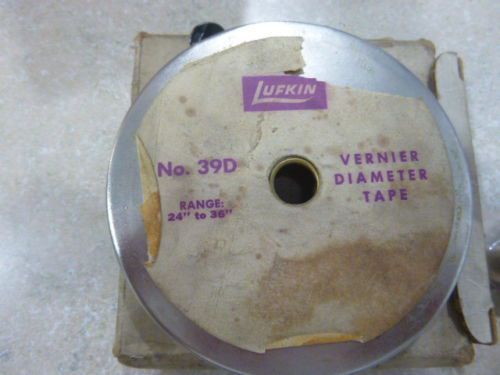 LUFKIN
No. 39D
RANGE:
24" to 36"
VERNIER
DIAMETER
TAPE